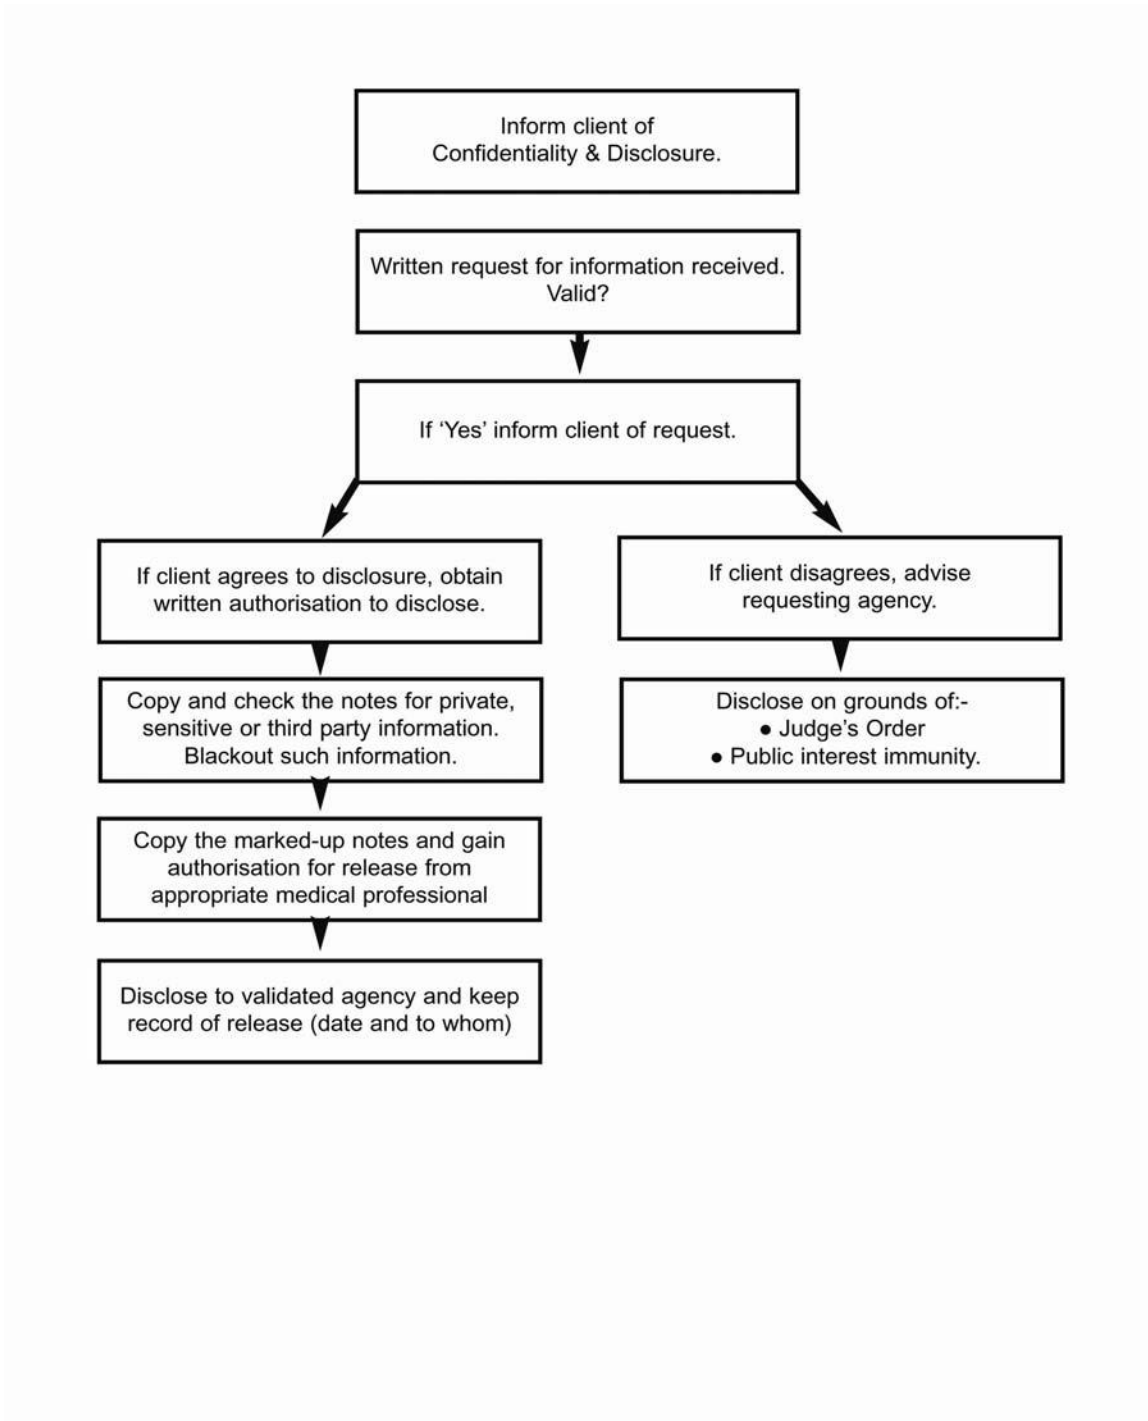 Inform client of
Confidentiality & Disclosure.
Written request for information received.
Valid?
If ‘Yes’ inform client of request.
If client agrees to disclosure, obtain
written authorisation to disclose.
If client disagrees, advise
requesting agency.
Copy and check the notes for private,
sensitive or third party information.
Blackout such information.
Disclose on grounds of:-
● Judge’s Order
● Public interest immunity.
Copy the marked-up notes and gain
authorisation for release from
appropriate medical professional
Disclose to validated agency and keep
record of release (date and to whom)